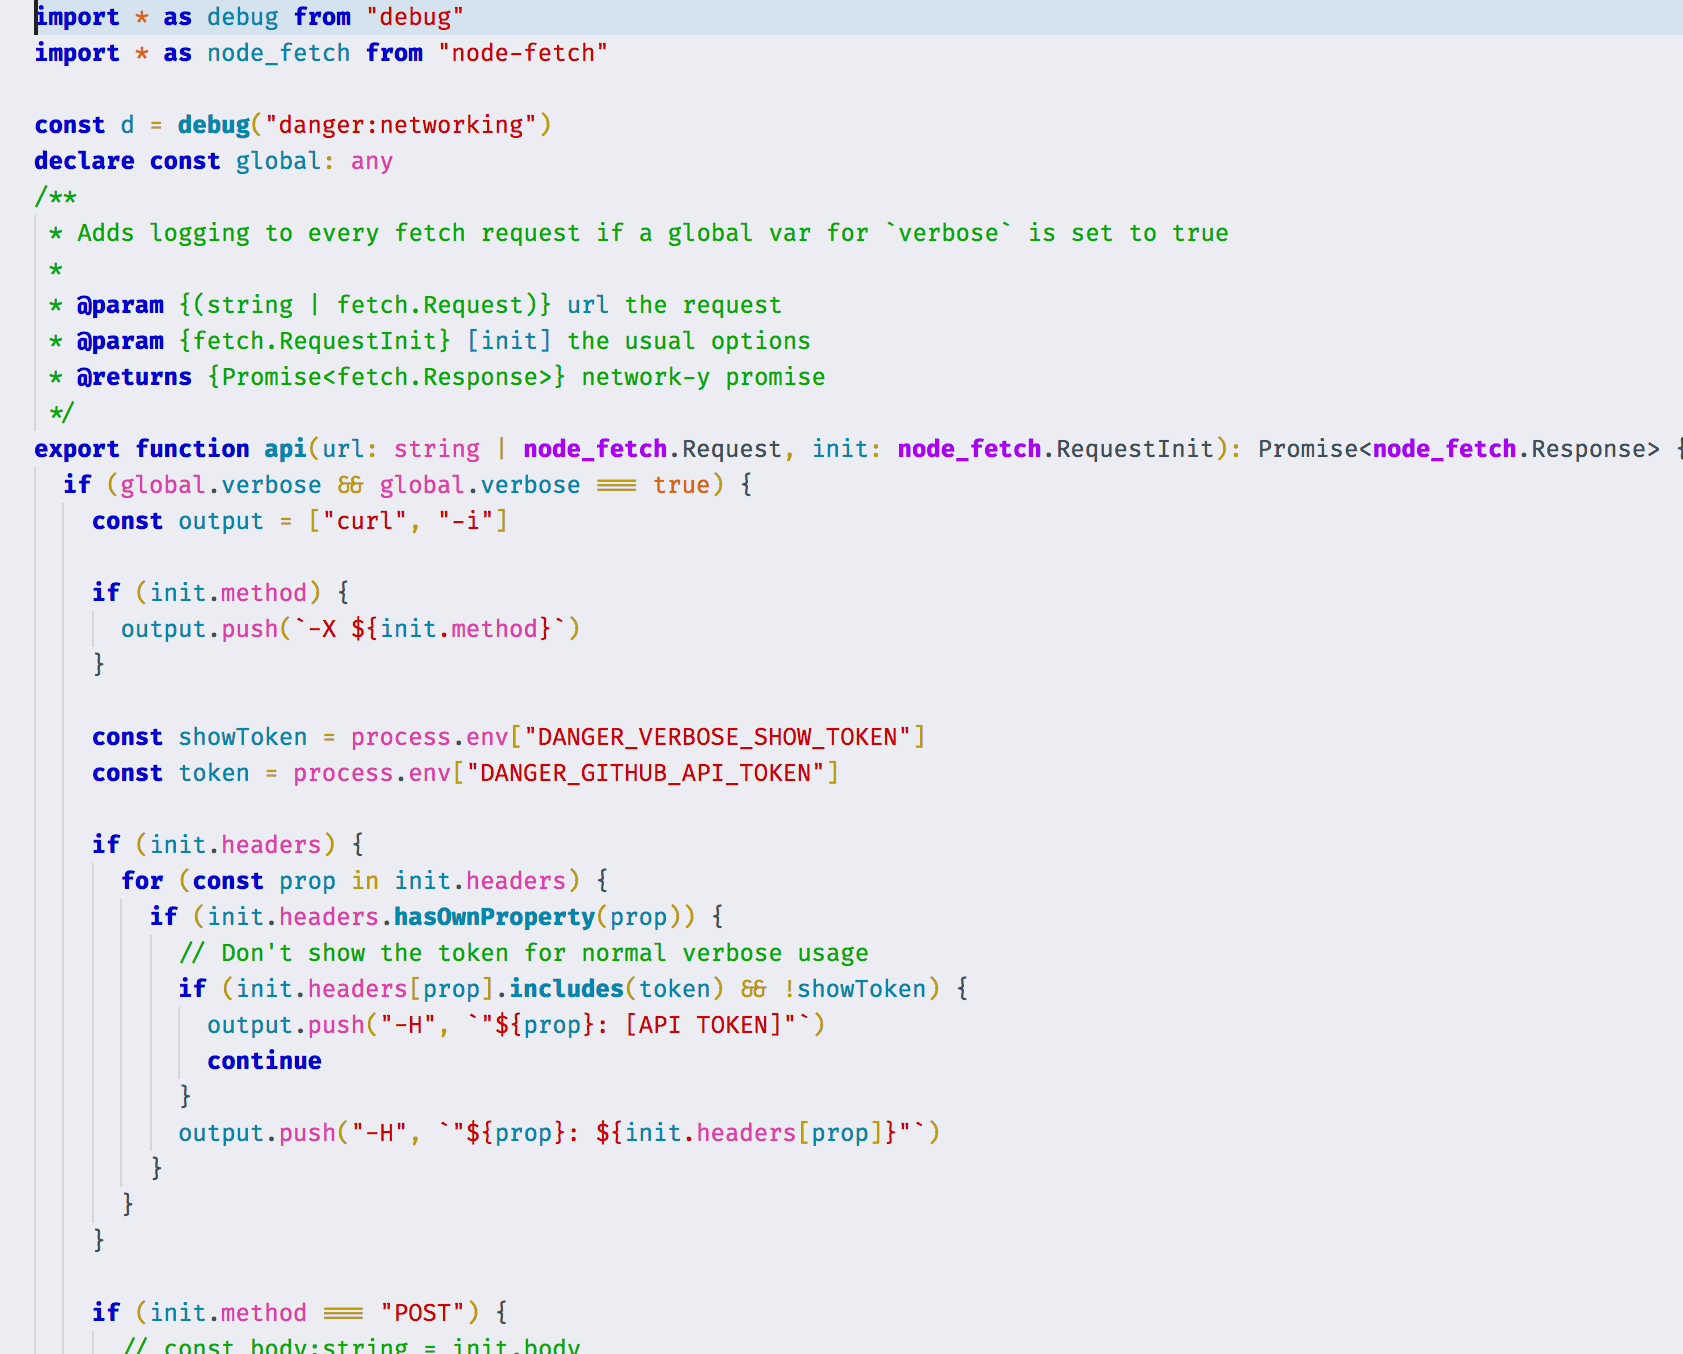 import * as debug from "debug"
import * as node_fetch from "node-fetch"
const d = debug("danger:networking")
declare const global: any
/**
* Adds logging to every fetch request if a global var for `verbose` is set to true
*
* @param {(string | fetch.Request)} url the request
* @param {fetch.RequestInit} [init] the usual options
* @returns {Promise<fetch.Response>} network-y promise
*/
export function api(url: string | node_fetch.Request, init: node_fetch.RequestInit): Promise<node_fetch.Response> {
if (global.verbose && global.verbose === true) {
const output = ["curl", "-i"]
if (init.method) {
output.push(`-X ${init.method}`)
}
const showToken = process.env["DANGER_VERBOSE_SHOW_TOKEN"]
const token = process.env["DANGER_GITHUB_API_TOKEN"]
if (init.headers) {
for (const prop in init.headers) {
if (init.headers.hasOwnProperty(prop)) {
// Don't show the token for normal verbose usage
if (init.headers[prop].includes(token) && !showToken) {
output.push("-H", `"${prop}: [API TOKEN]"`)
continue
}
output.push("-H", `"${prop}: ${init.headers[prop]}"`)
}
}
}
if (init.method === "POST") {
// const body:string = init.body